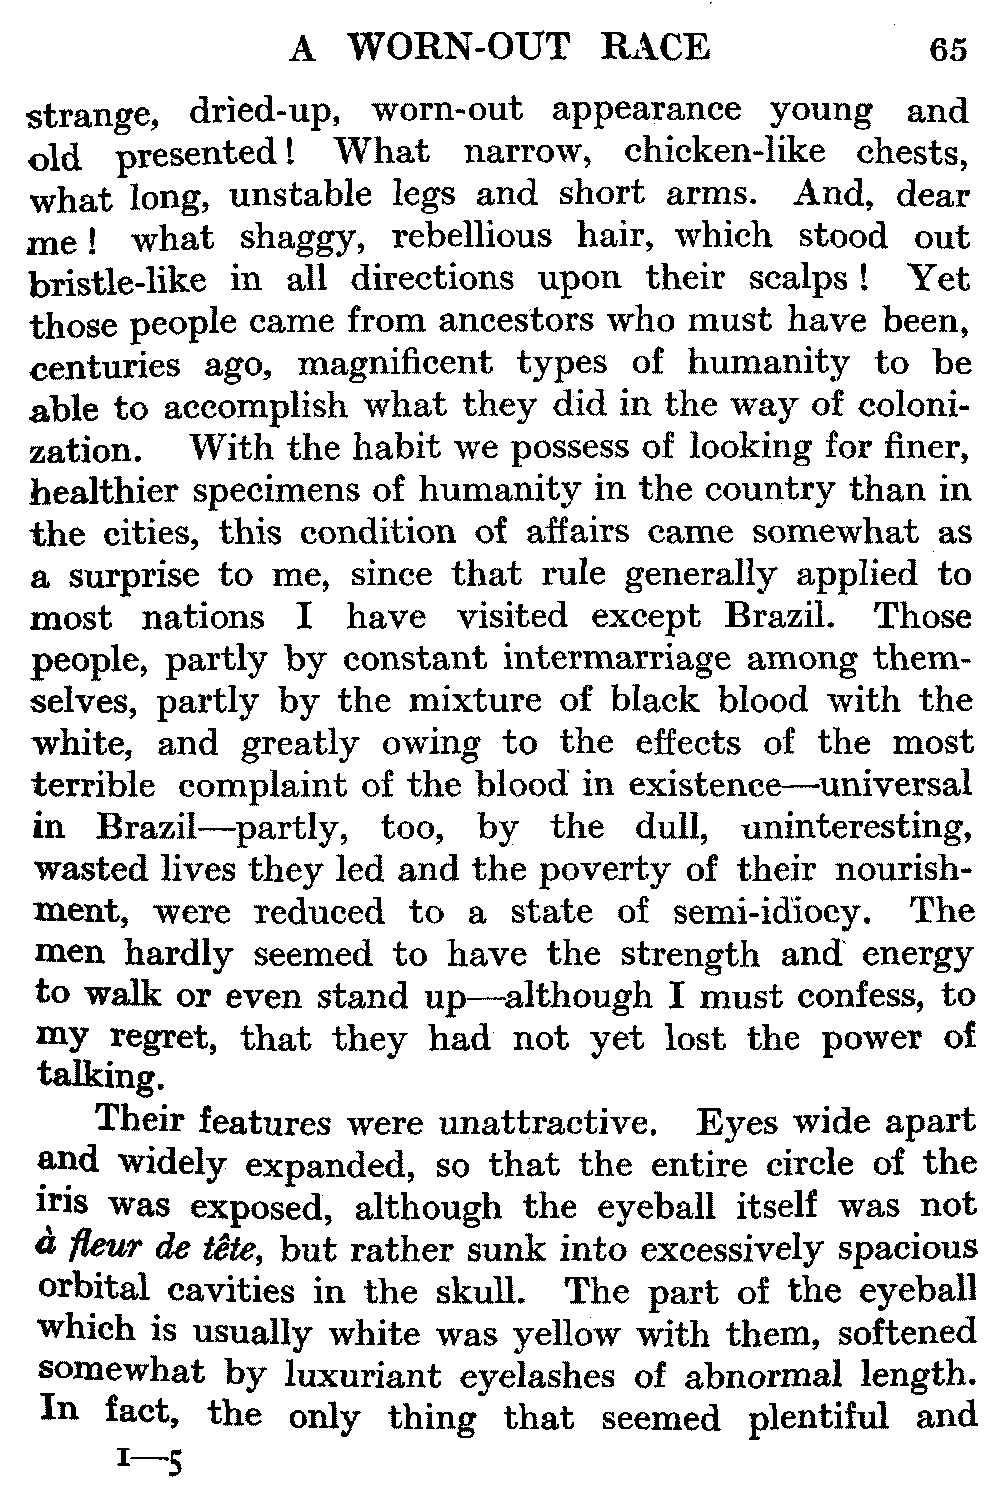 A WORN-OUT RACE 65
strange, dried-up, worn-out appearance young and
old presented! What narrow, chicken-like chests,
what long, unstable legs and short arms. And, dear
me! what shaggy, rebellious hair, which stood out
bristle-like in all directions upon their scalps! Yet
those people came from ancestors who must have been,
centuries ago, magnificent types of humanity to be
able to accomplish what they did in the way of coloni-
zation. With the habit we possess of looking for finer,
healthier specimens of humanity in the country than in
the cities, this condition of affairs came somewhat as
a surprise to me, since that rule generally applied to
most nations I have visited except Brazil. Those
people, partly by constant intermarriage among them-
selves, partly by the mixture of black blood with the
white, and greatly owing to the effects of the most
terrible complaint of the blood in existence—universal
in Brazil—partly, too, by the dull, uninteresting,
wasted lives they led and the poverty of their nourish-
ment, were reduced to a state of semi-idiocy. The
men hardly seemed to have the strength and energy
to walk or even stand up—although I must confess, to
my regret, that they had not yet lost the power of
talking.
Their features were unattractive. Eyes wide apart
and widely expanded, so that the entire circle of the
iris was exposed, although the eyeball itself was not
à fleur de tête, but rather sunk into excessively spacious
orbital cavities in the skull. The part of the eyeball
which is usually white was yellow with them, softened
somewhat by luxuriant eyelashes of abnormal length.
In fact, the only thing that seemed plentiful and
I—5